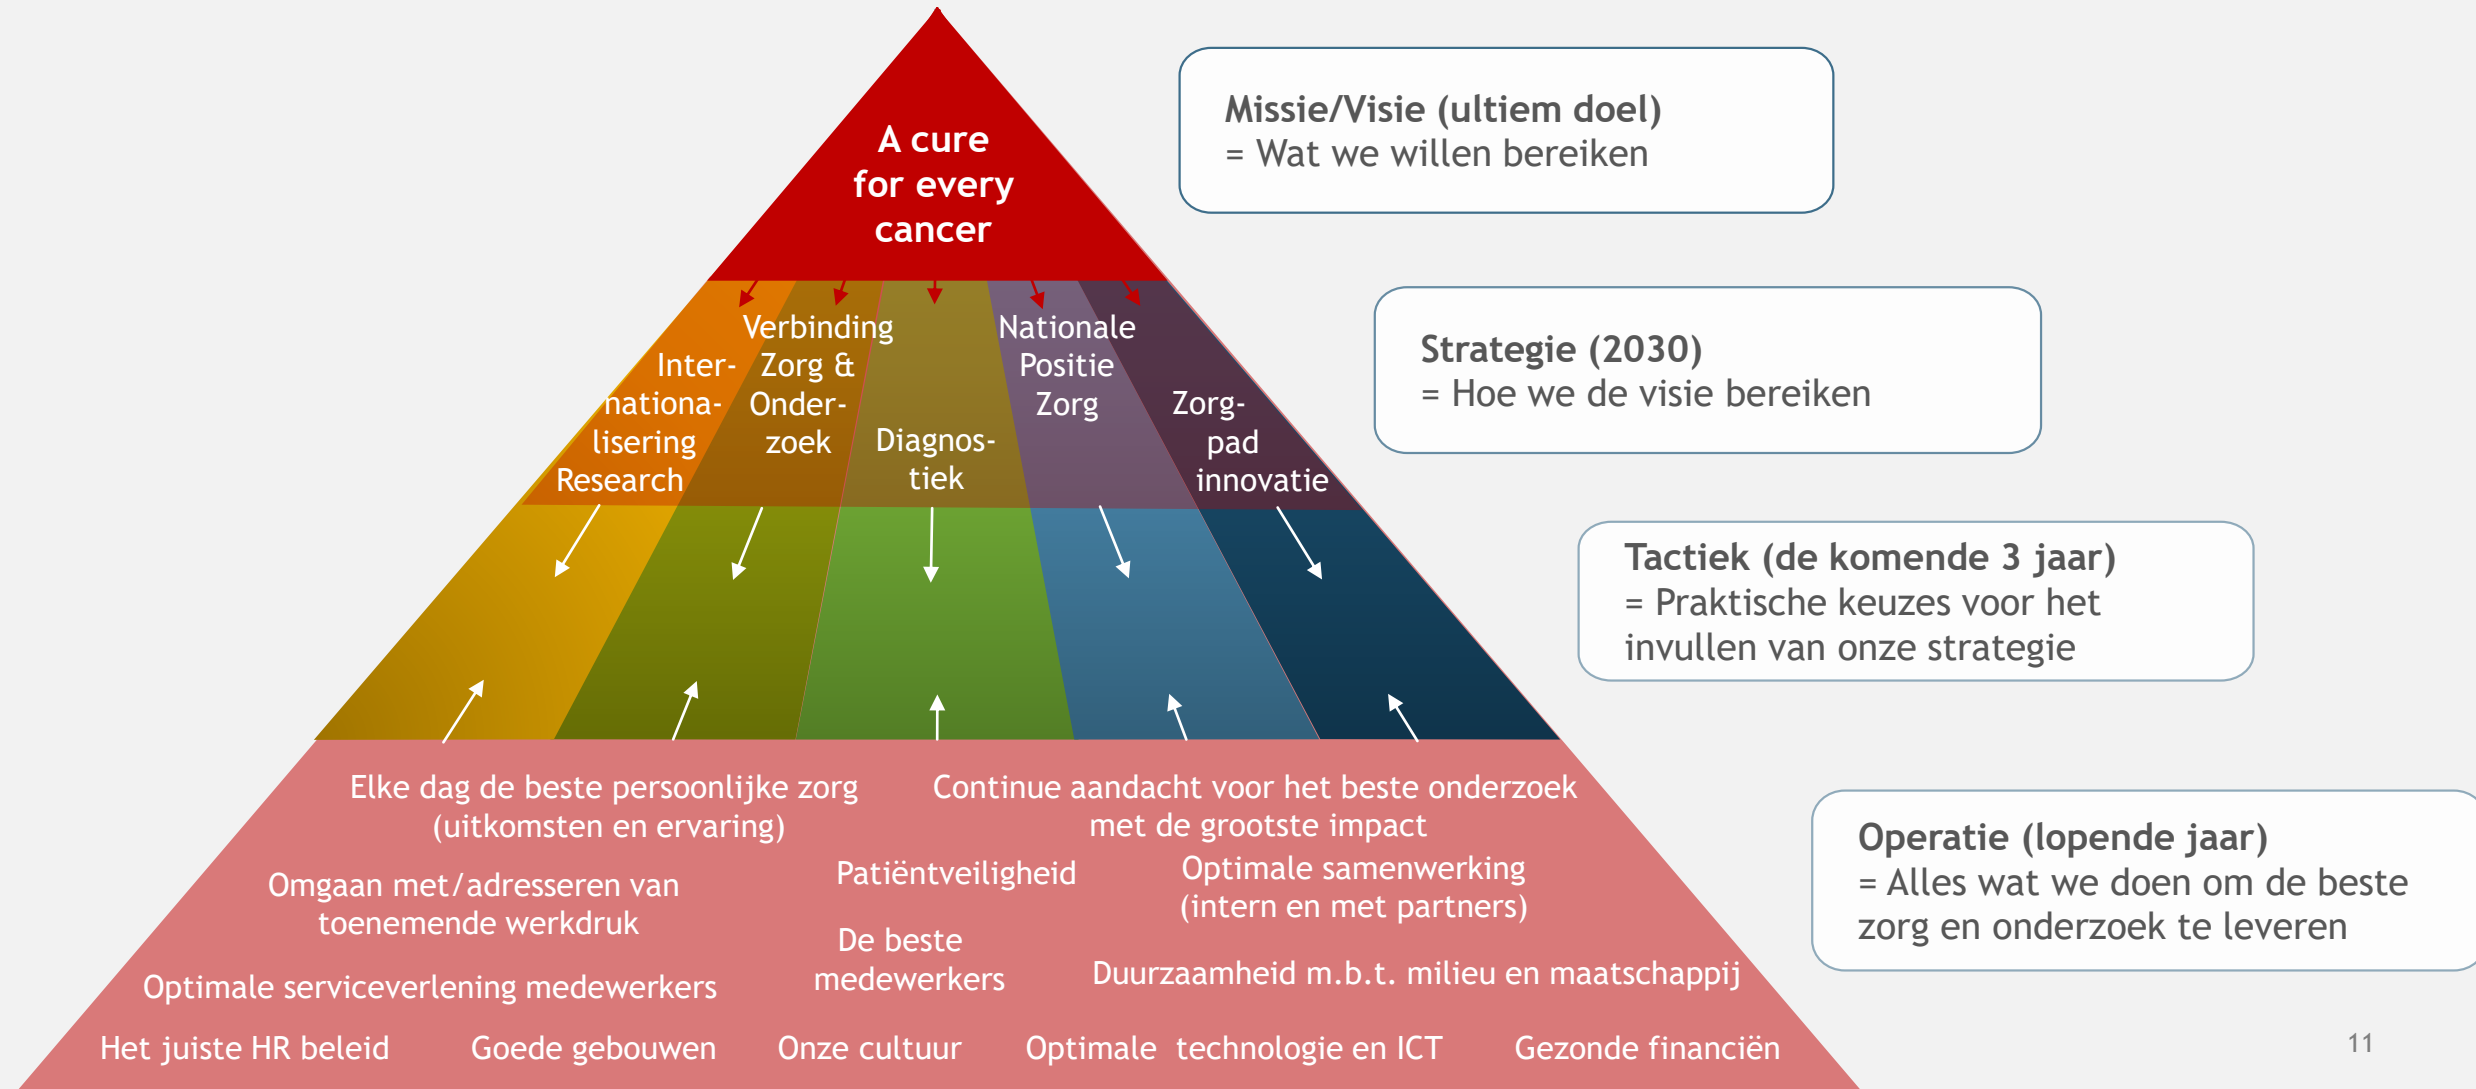 A cure
for every
cancer
Missie/Visie (ultiem doel)
= Wat we willen bereiken
Inter-
nationa-
lisering
Research
Verbinding
Zorg &
Onder-
zoek
Diagnos-
tiek
Nationale
Positie
Zorg
Zorg-
pad
innovatie
Strategie (2030)
= Hoe we de visie bereiken
Tactiek (de komende 3 jaar)
= Praktische keuzes voor het
invullen van onze strategie
Elke dag de beste persoonlijke zorg
(uitkomsten en ervaring)
Continue aandacht voor het beste onderzoek
met de grootste impact
Omgaan met/adresseren van
toenemende werkdruk
Patiëntveiligheid
Optimale samenwerking
(intern en met partners)
De beste
medewerkers
Optimale serviceverlening medewerkers
Duurzaamheid m.b.t. milieu en maatschappij
Het juiste HR beleid
Goede gebouwen
Onze cultuur
Optimale technologie en ICT
Gezonde financiën
Operatie (lopende jaar)
= Alles wat we doen om de beste
zorg en onderzoek te leveren
11